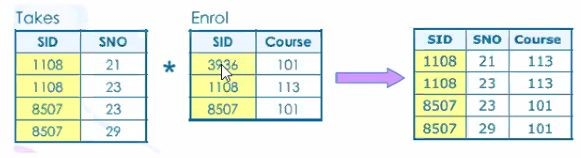 Takes
SID SNO
1108 21
1108 23
8507 23
8507 29
*
Enrol
SID Course
3936 101
1108 113
8507 101
SID SNO Course
1108 21 113
1108 23 113
8507 23 101
8507 29 101